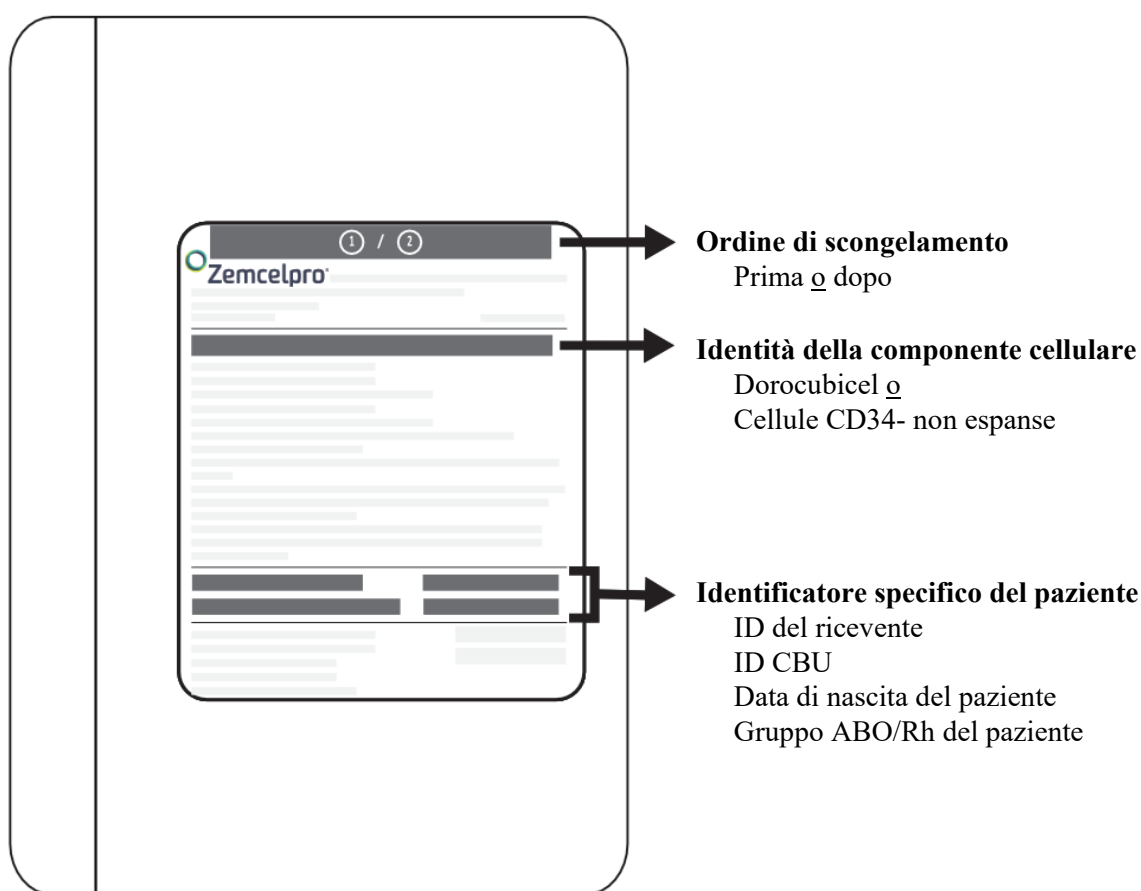 1 / 2
Zemcelpro
Ordine di scongelamento
Prima o dopo
Identità della componente cellulare
Dorocubicel o
Cellule CD34- non espanse
Identificatore specifico del paziente
ID del ricevente
ID CBU
Data di nascita del paziente
Gruppo ABO/Rh del paziente